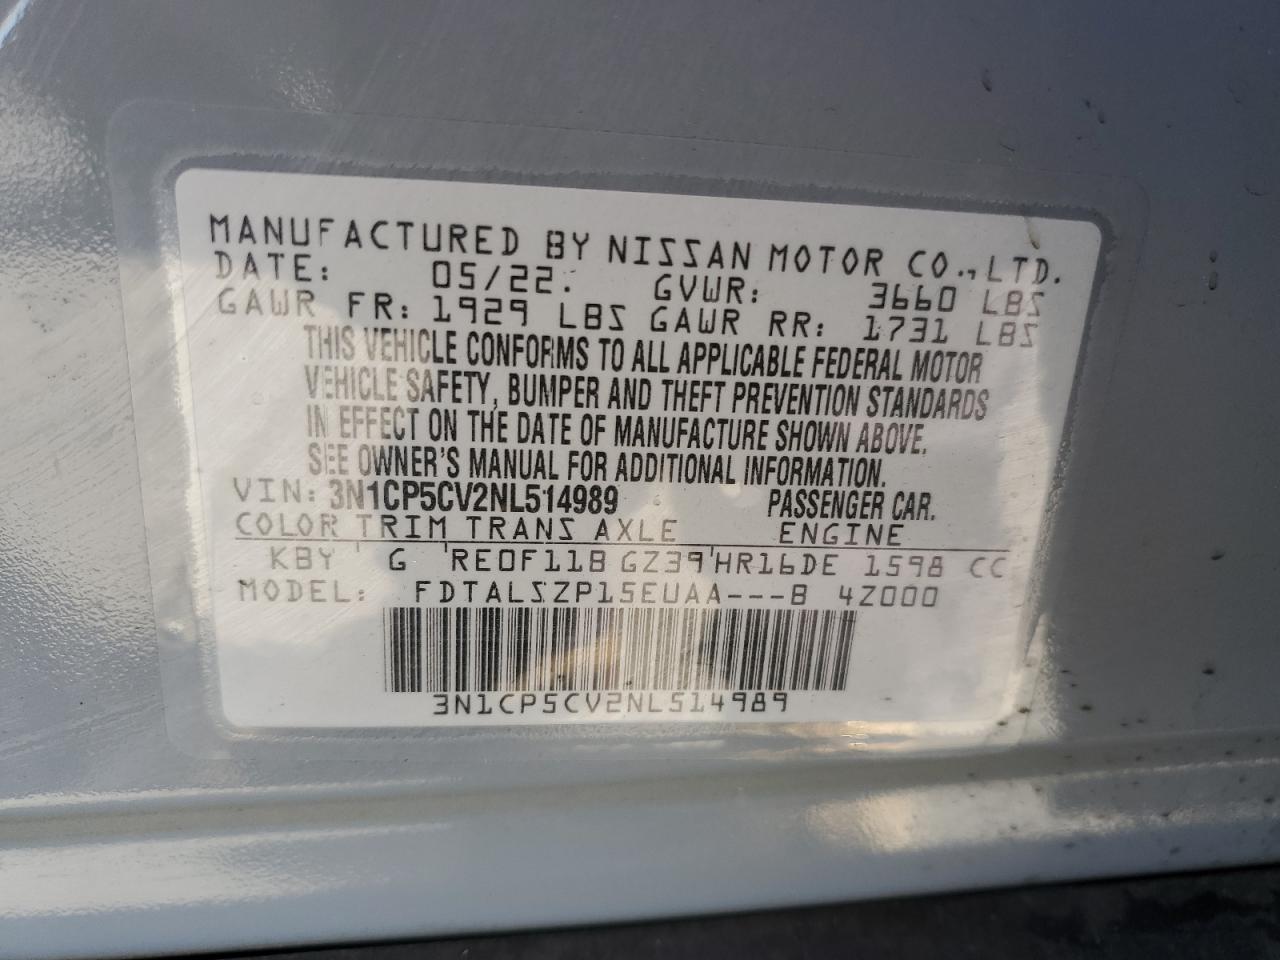 MANUFACTURED BY NISSAN MOTOR CO., LTD.
DATE: 05/22. GVWR: 3660 LBS
GAWR FR: 1929 LBS GAWR RR: 1731 LBS
THIS VEHICLE CONFORMS TO ALL APPLICABLE FEDERAL MOTOR
VEHICLE SAFETY, BUMPER AND THEFT PREVENTION STANDARDS
IN EFFECT ON THE DATE OF MANUFACTURE SHOWN ABOVE.
SEE OWNER'S MANUAL FOR ADDITIONAL INFORMATION.
VIN: 3N1CP5CV2NL514989 PASSENGER CAR.
COLOR TRIM TRANS AXLE ENGINE
KBY ' G ' RE0F11B GZ39'HR16DE 1598 CC
MODEL: FDTALSZP15EUAA---B 4Z000
3N1CP5CV2NL514989